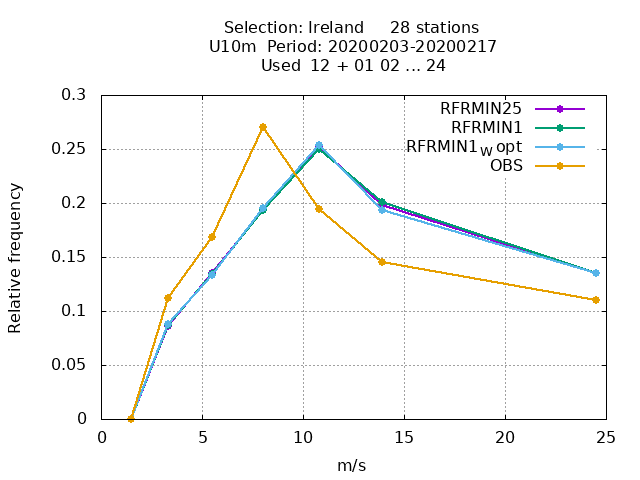 Selection: Ireland 28 stations
U10m Period: 20200203-20200217
Used 12 + 01 02 ... 24
RFRMIN25
RFRMIN1
RFRMIN1W opt
OBS
Relative frequency
0.3
0.25
0.2
0.15
0.1
0.05
0
0 5 10 15 20 25
m/s